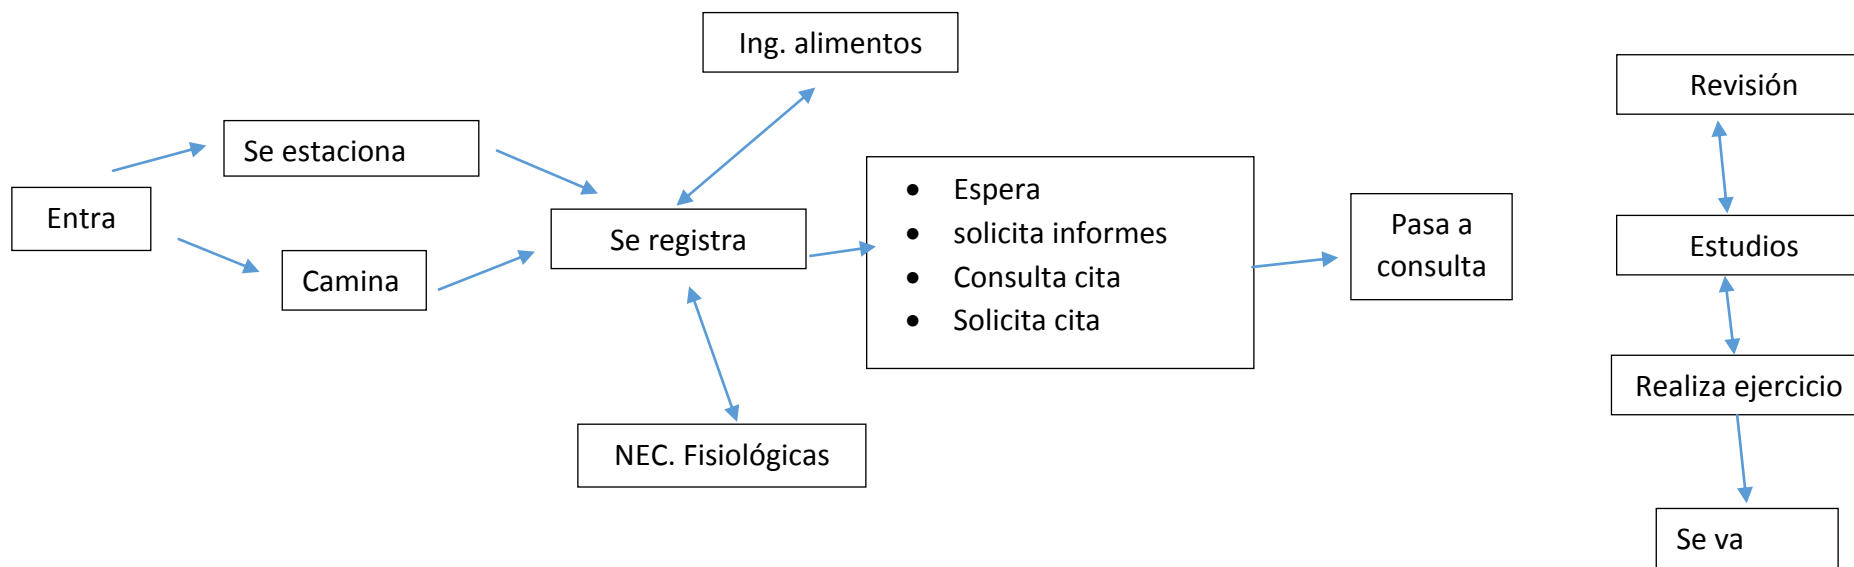 Ing. alimentos
Revisión
Se estaciona
Entra
Se registra
Camina
• Espera
• solicita informes
• Consulta cita
• Solicita cita
Pasa a
consulta
Estudios
Realiza ejercicio
NEC. Fisiológicas
Se va